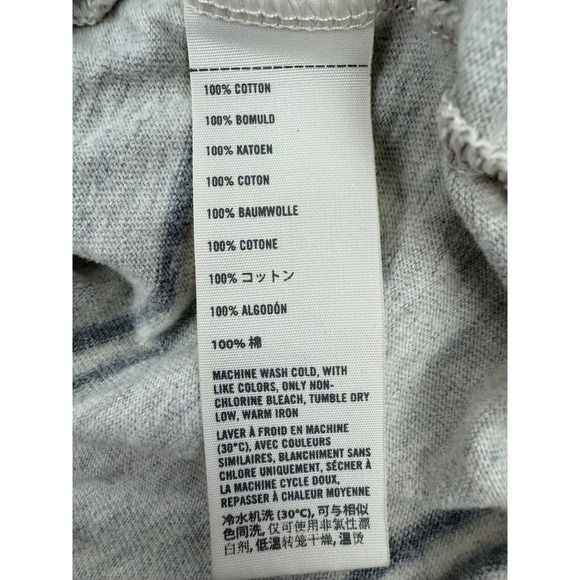 100% COTTON
100% BOMULD
100% KATOEN
100% COTON
100% BAUMWOLLE
100% COTONE
100% コットン
100% ALGODÓN
100% 棉
MACHINE WASH COLD, WITH
LIKE COLORS, ONLY NON-
CHLORINE BLEACH, TUMBLE DRY
LOW, WARM IRON
LAVER À FROID EN MACHINE
(30°C), AVEC COULEURS
SIMILAIRES, BLANCHIMENT SANS
CHLORE UNIQUEMENT, SÉCHER À
LA MACHINE CYCLE DOUX,
REPASSER À CHALEUR MOYENNE
冷水机洗 (30°C), 可与相似
色同洗, 仅可使用非氯性漂
白剂, 低温转笼干燥, 温烫